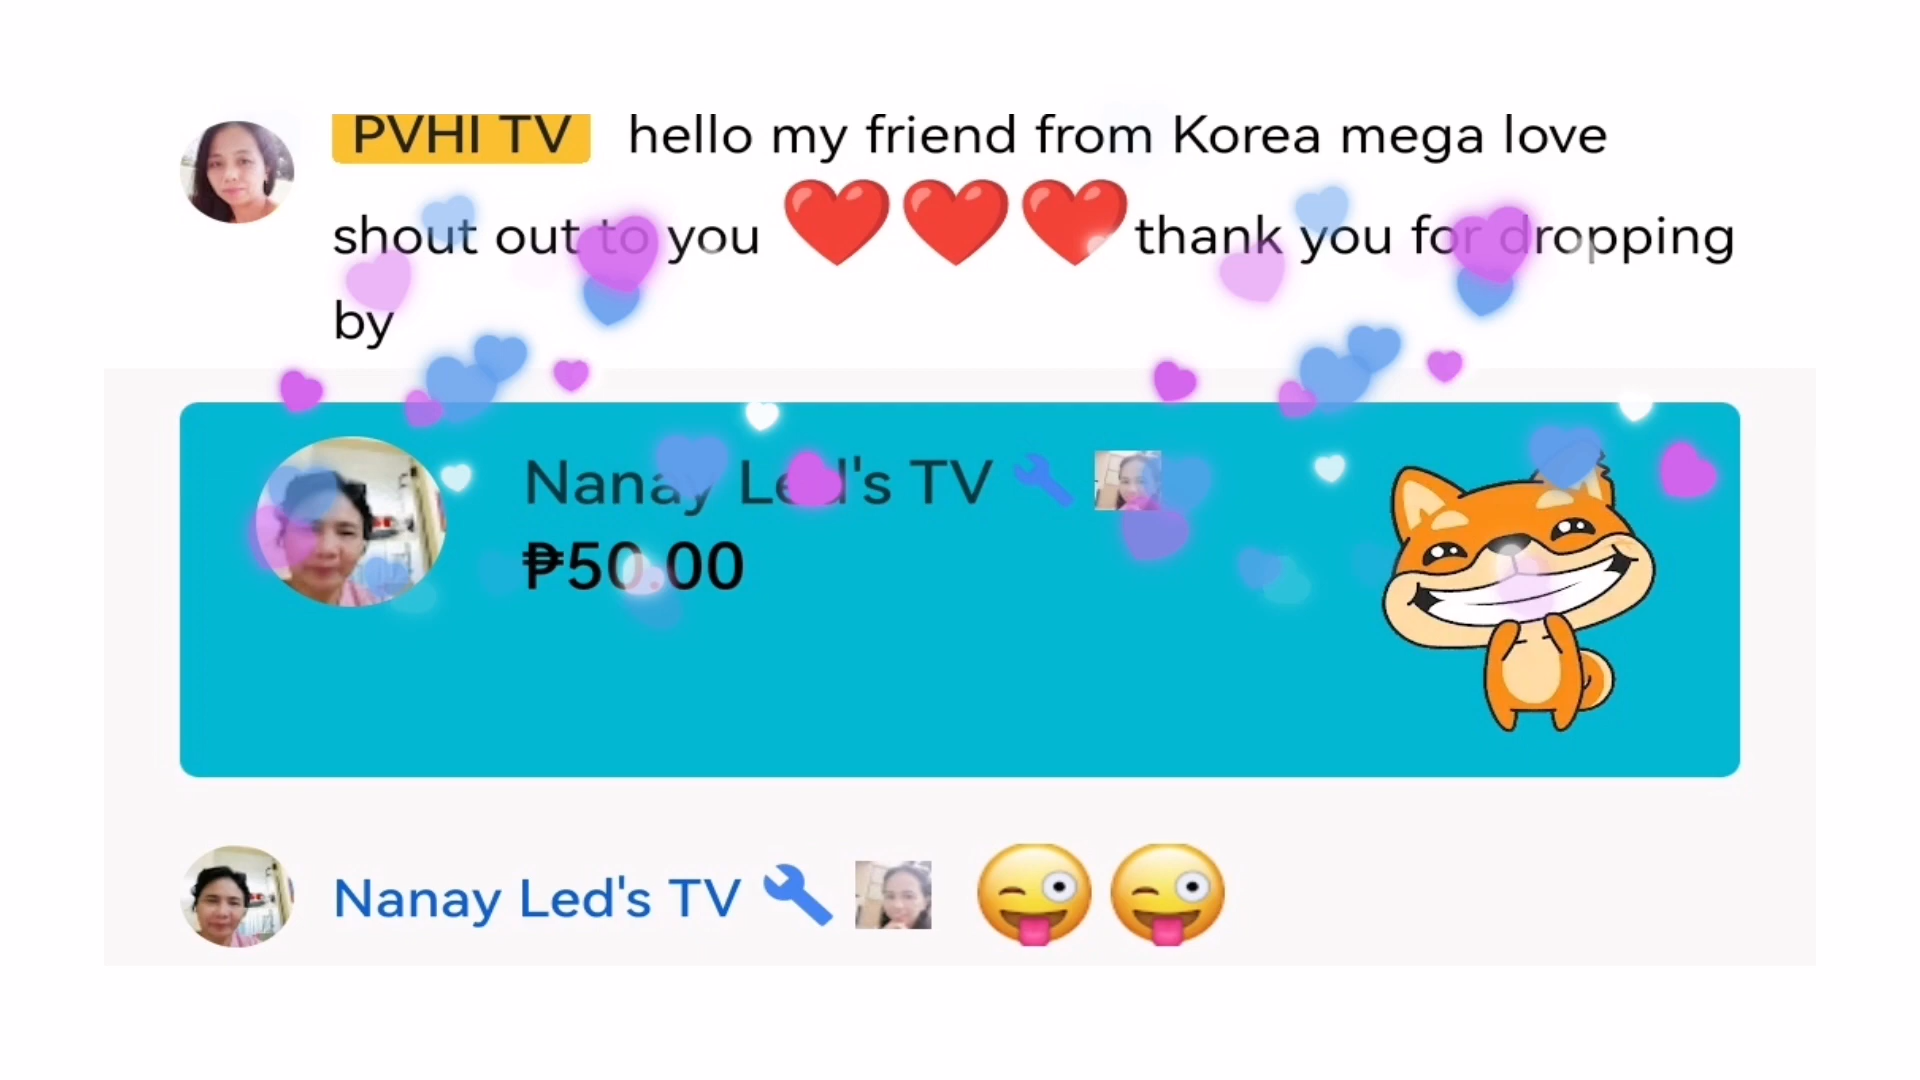 PVHI TV hello my friend from Korea mega love
shout out to you ❤️❤️❤️thank you for dropping
by
Nanay Led's TV
₱50.00
Nanay Led's TV 😜😜